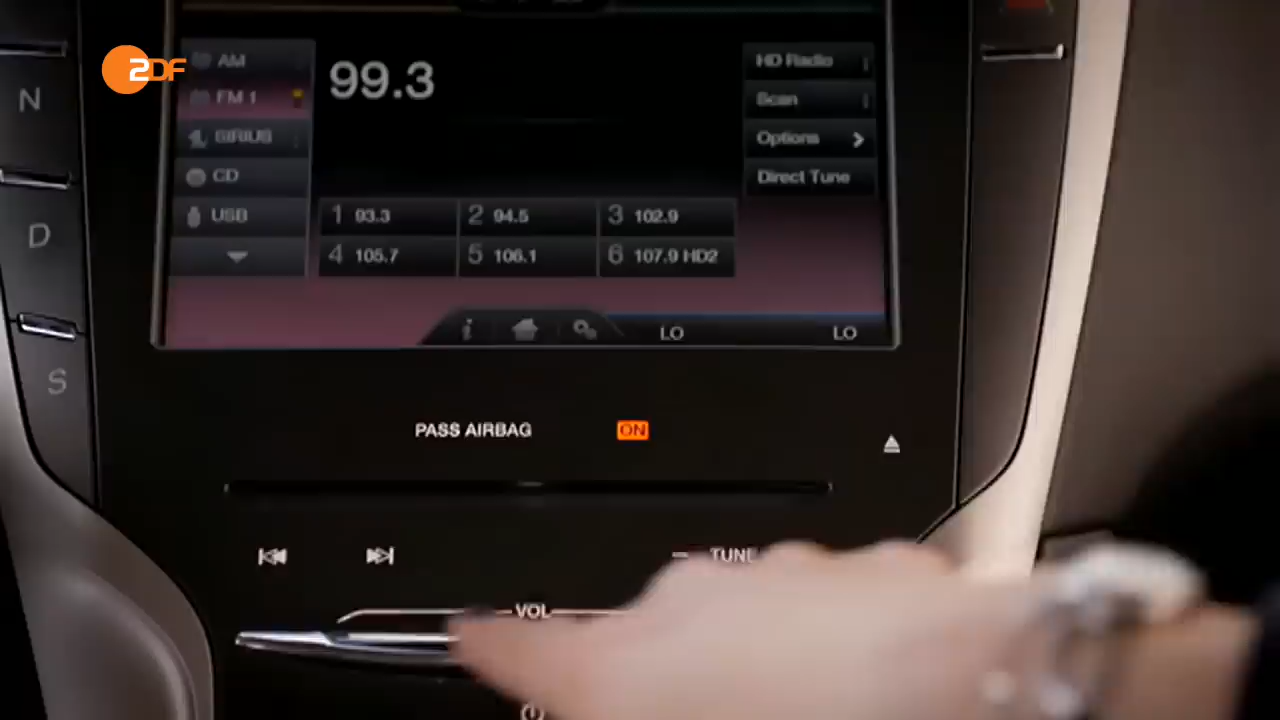 ZDF
AM
FM 1
SIRIUS
CD
USB
99.3
HD Radio
Scan
Options
Direct Tune
1 93.3
2 94.5
3 102.9
4 105.7
5 106.1
6 107.9 HD2
i
LO
LO
N
D
S
PASS AIRBAG
ON
TUNE
VOL